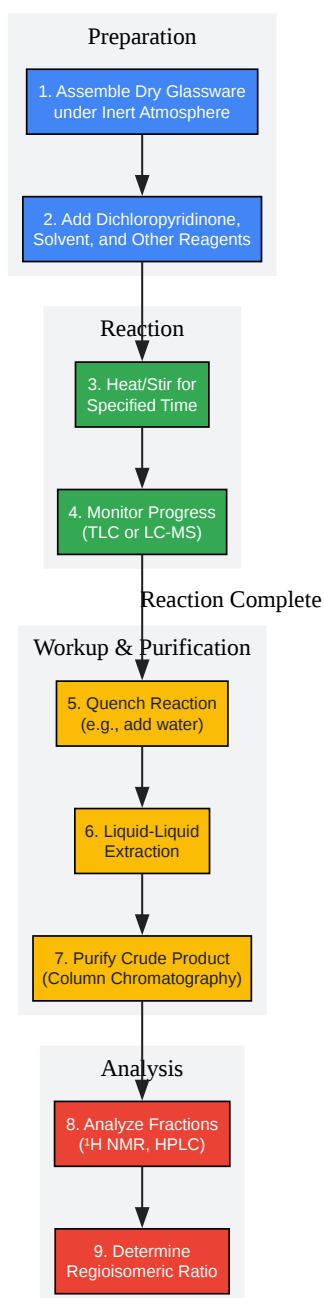 Preparation
1. Assemble Dry Glassware
under Inert Atmosphere
2. Add Dichloropyridinone,
Solvent, and Other Reagents
Reaction
3. Heat/Stir for
Specified Time
4. Monitor Progress
(TLC or LC-MS)
Reaction Complete
Workup & Purification
5. Quench Reaction
(e.g., add water)
6. Liquid-Liquid
Extraction
7. Purify Crude Product
(Column Chromatography)
Analysis
8. Analyze Fractions
(¹H NMR, HPLC)
9. Determine
Regioisomeric Ratio